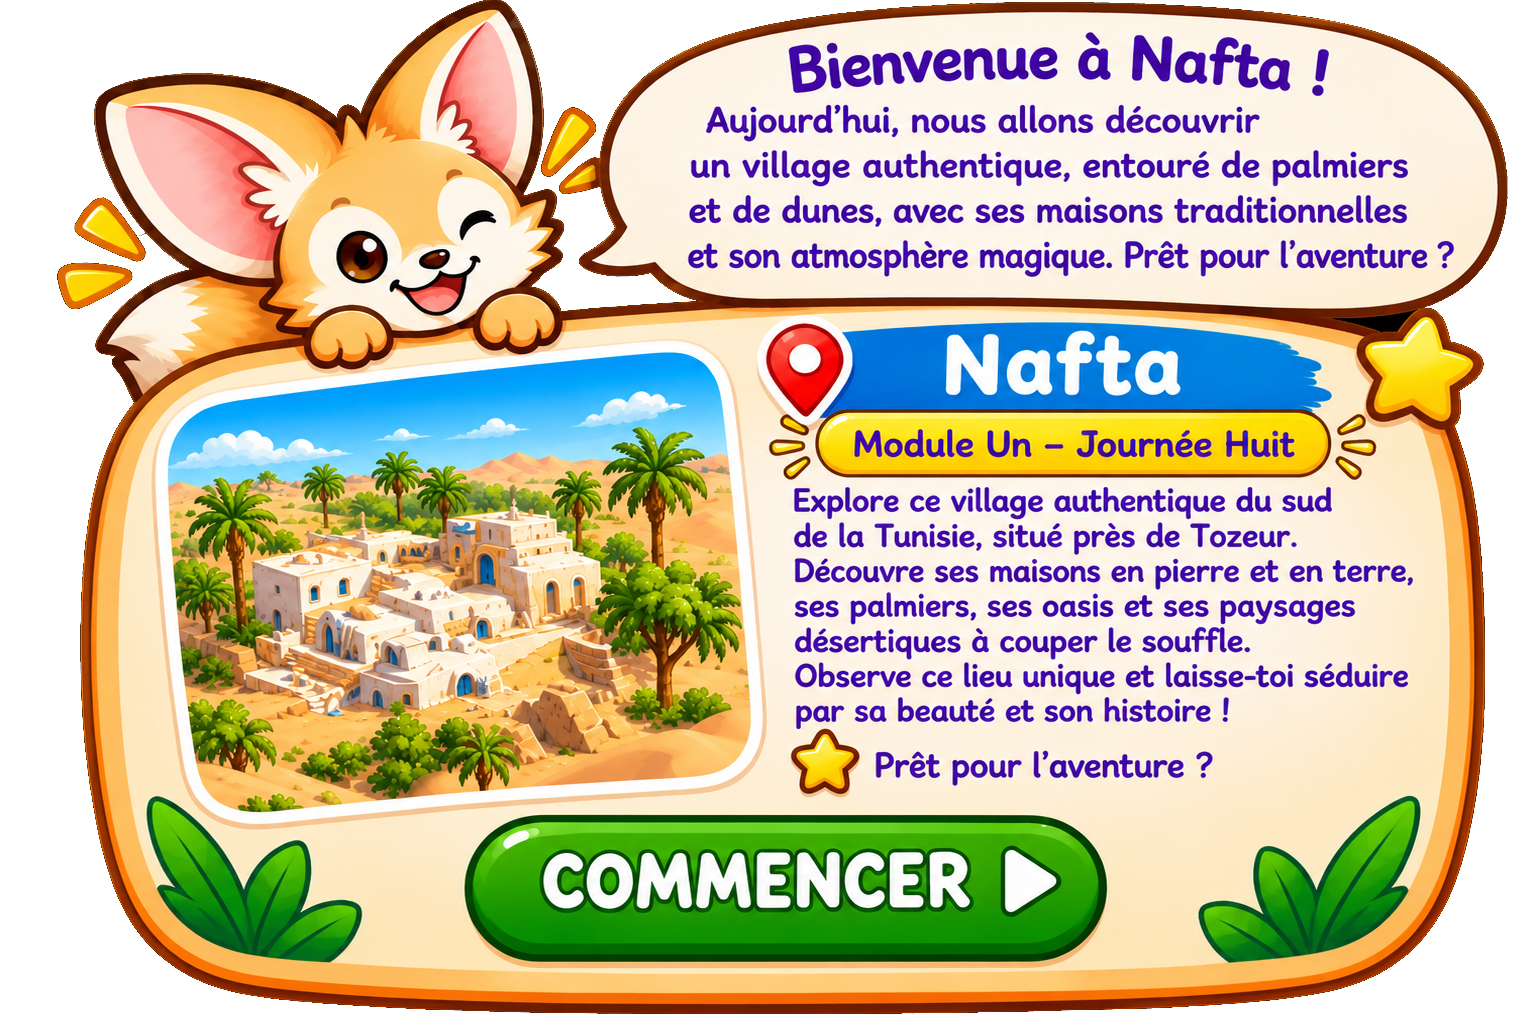 Bienvenue à Nafta !
Aujourd’hui, nous allons découvrir
un village authentique, entouré de palmiers
et de dunes, avec ses maisons traditionnelles
et son atmosphère magique. Prêt pour l’aventure ?
Nafta
Module Un – Journée Huit
Explore ce village authentique du sud
de la Tunisie, situé près de Tozeur.
Découvre ses maisons en pierre et en terre,
ses palmiers, ses oasis et ses paysages
désertiques à couper le souffle.
Observe ce lieu unique et laisse-toi séduire
par sa beauté et son histoire !
Prêt pour l’aventure ?
COMMENCER